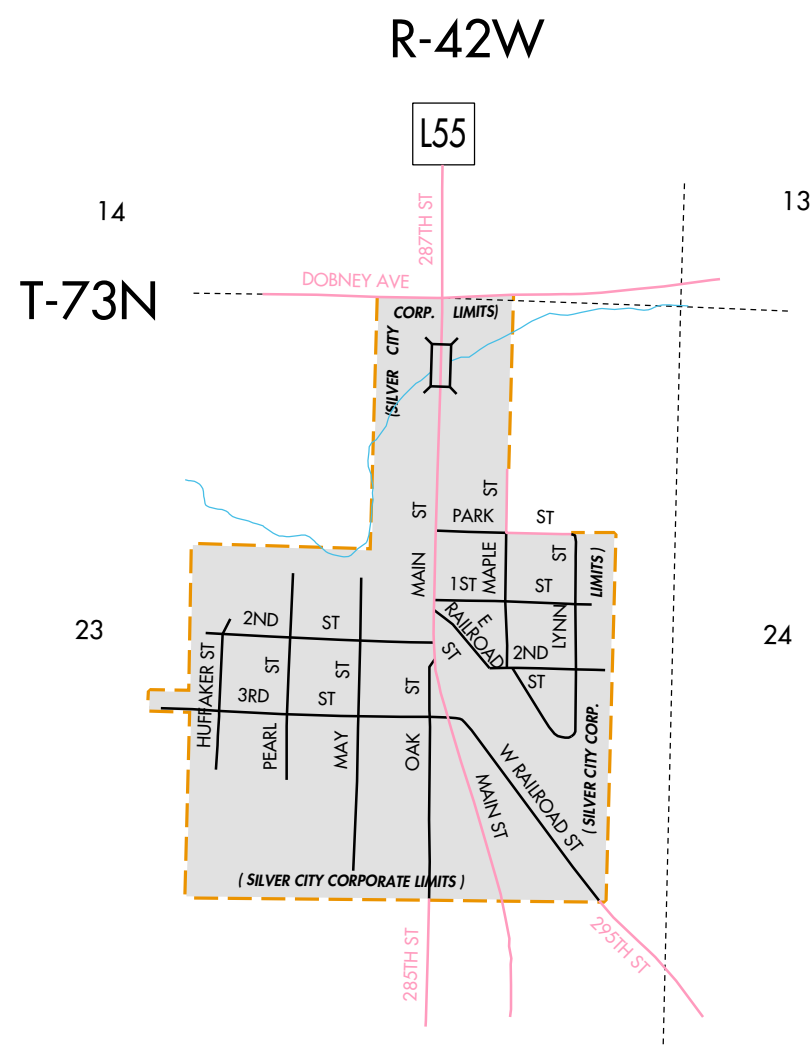 R-42W
L55
14
13
287TH ST
T-73N
DOBNEY AVE
CORP. LIMITS)
(SILVER CITY
MAIN ST
PARK ST
MAPLE ST
LYNN ST
LIMITS )
1ST ST
E RAILROAD ST
2ND ST
23
24
2ND ST
3RD ST
HUFFAKER ST
PEARL ST
MAY ST
OAK ST
MAIN ST
W RAILROAD ST
( SILVER CITY CORP.
( SILVER CITY CORPORATE LIMITS )
285TH ST
295TH ST